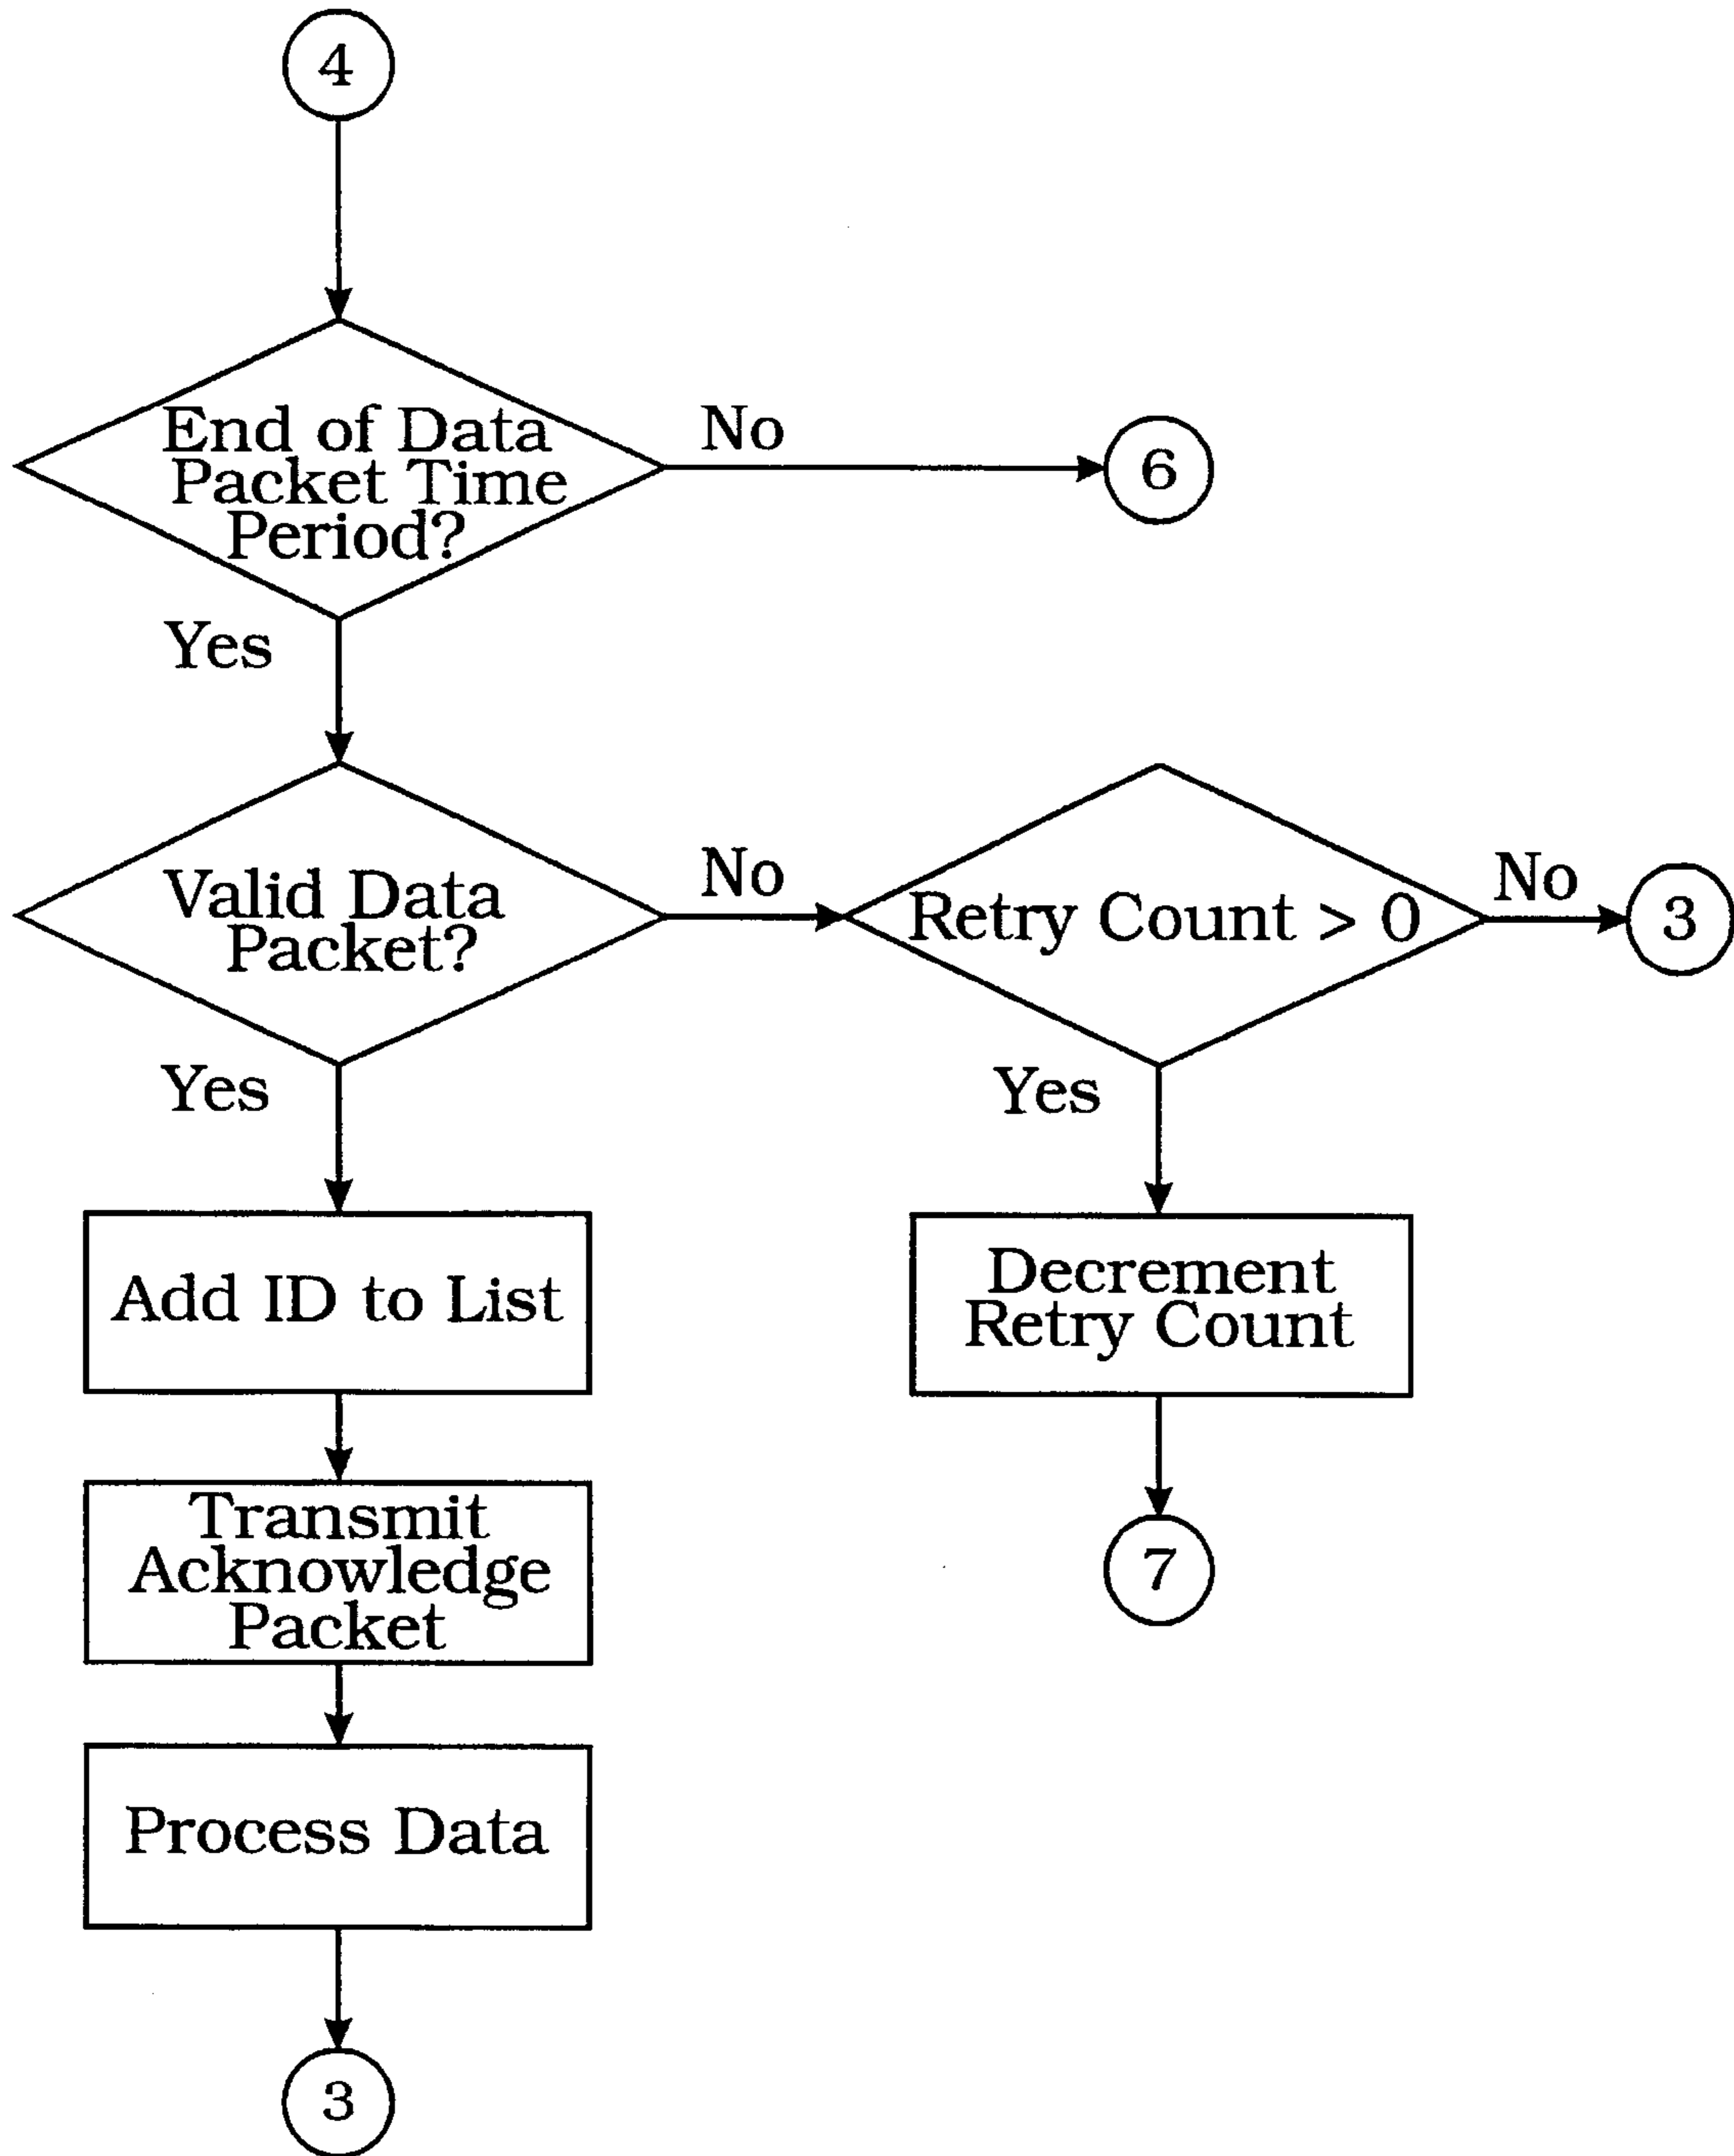 4
End of Data
Packet Time
Period?
No
6
Yes
Valid Data
Packet?
No
Retry Count > 0
No
3
Yes
Yes
Add ID to List
Decrement
Retry Count
Transmit
Acknowledge
Packet
7
Process Data
3